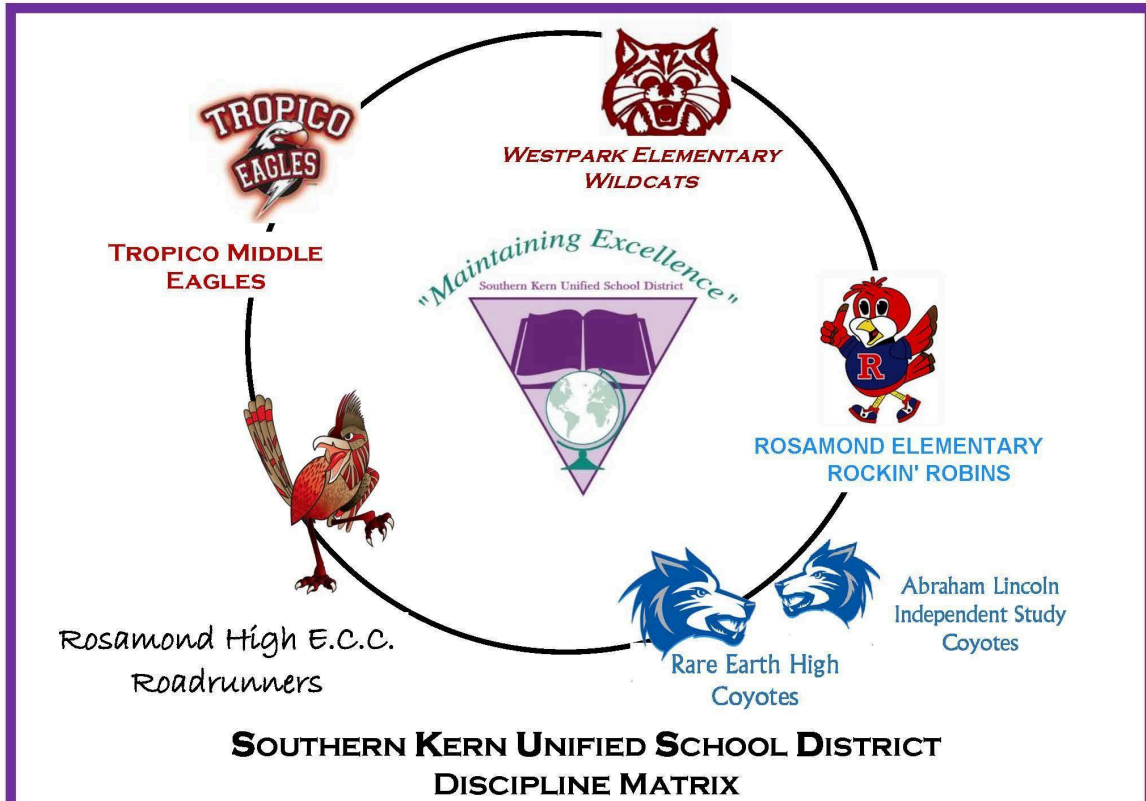 TROPICO
EAGLES
TROPICO MIDDLE
EAGLES
WESTPARK ELEMENTARY
WILDCATS
"Maintaining Excellence"
Southern Kern Unified School District
R
ROSAMOND ELEMENTARY
ROCKIN' ROBINS
Rosamond High E.C.C.
Roadrunners
Rare Earth High
Coyotes
Abraham Lincoln
Independent Study
Coyotes
SOUTHERN KERN UNIFIED SCHOOL DISTRICT
DISCIPLINE MATRIX